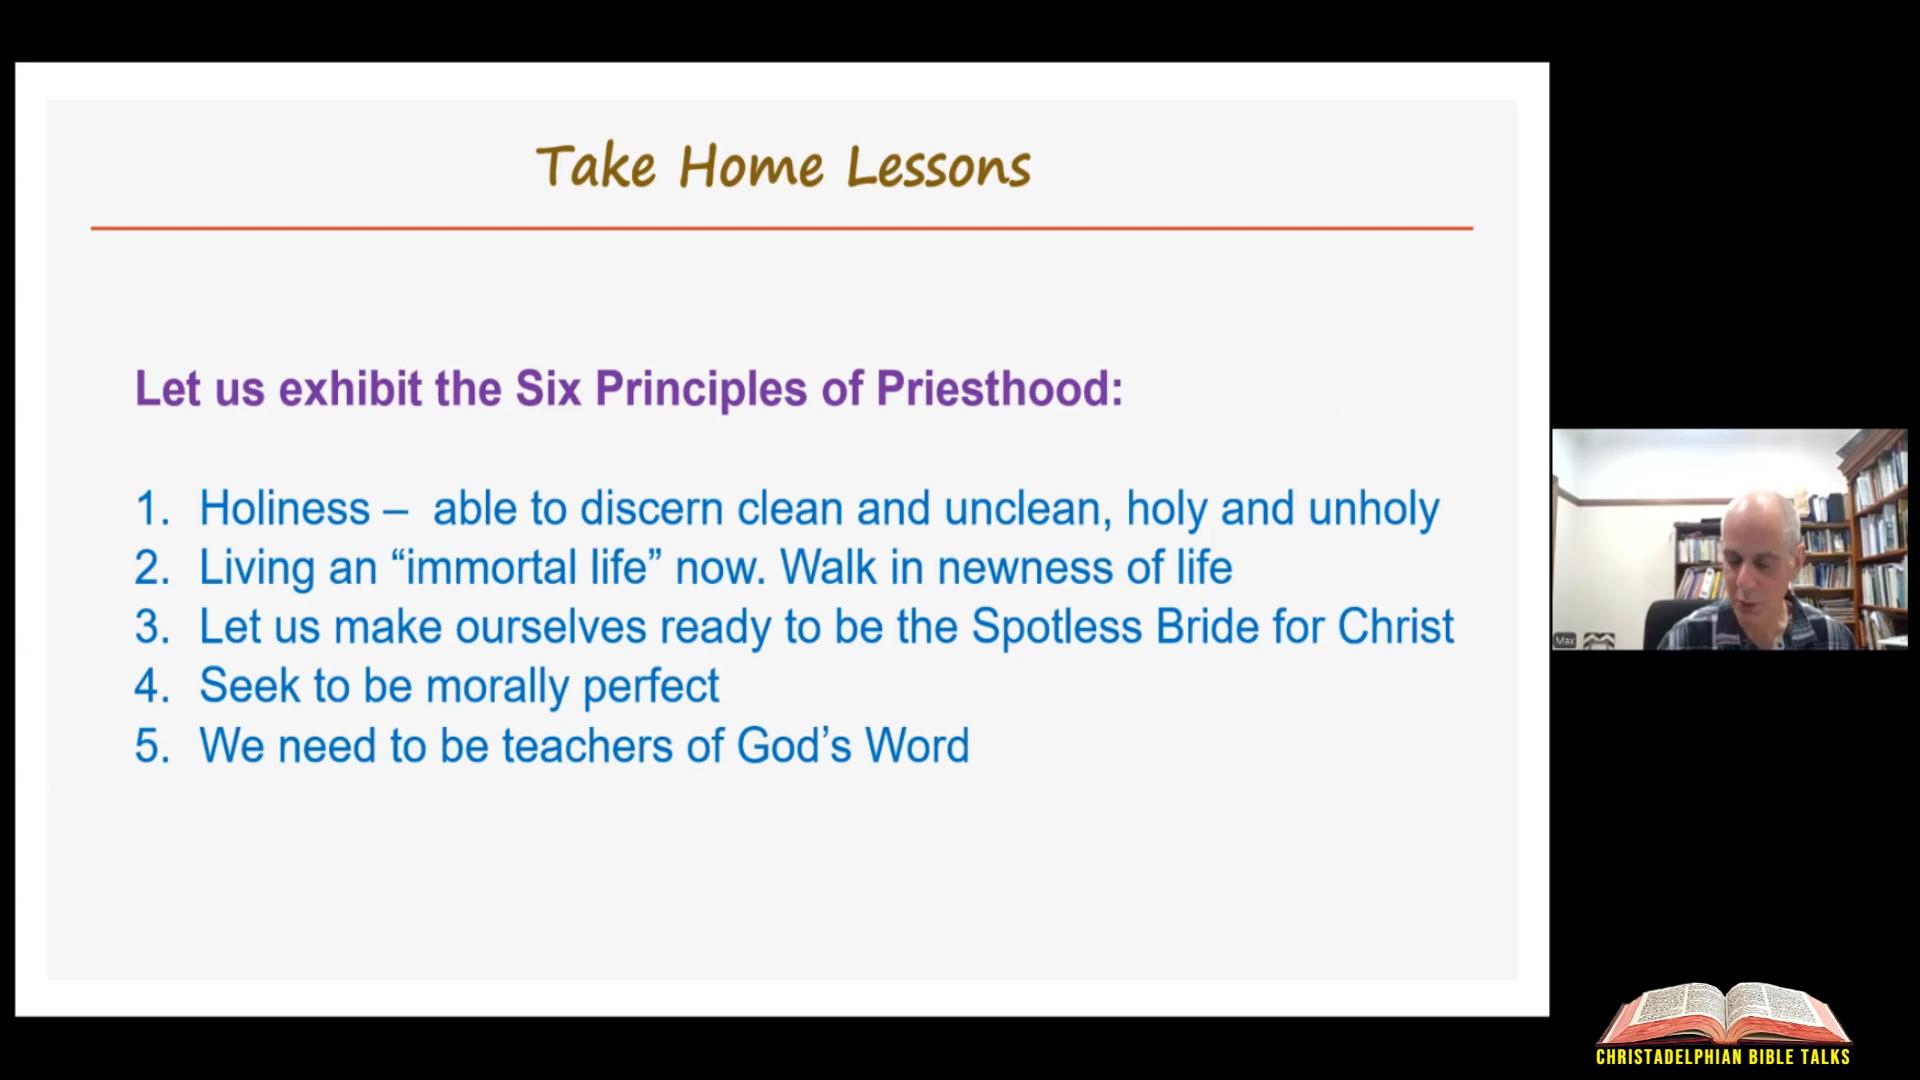 Take Home Lessons
Let us exhibit the Six Principles of Priesthood:
1. Holiness – able to discern clean and unclean, holy and unholy
2. Living an “immortal life” now. Walk in newness of life
3. Let us make ourselves ready to be the Spotless Bride for Christ
4. Seek to be morally perfect
5. We need to be teachers of God’s Word
Max
CHRISTADELPHIAN BIBLE TALKS